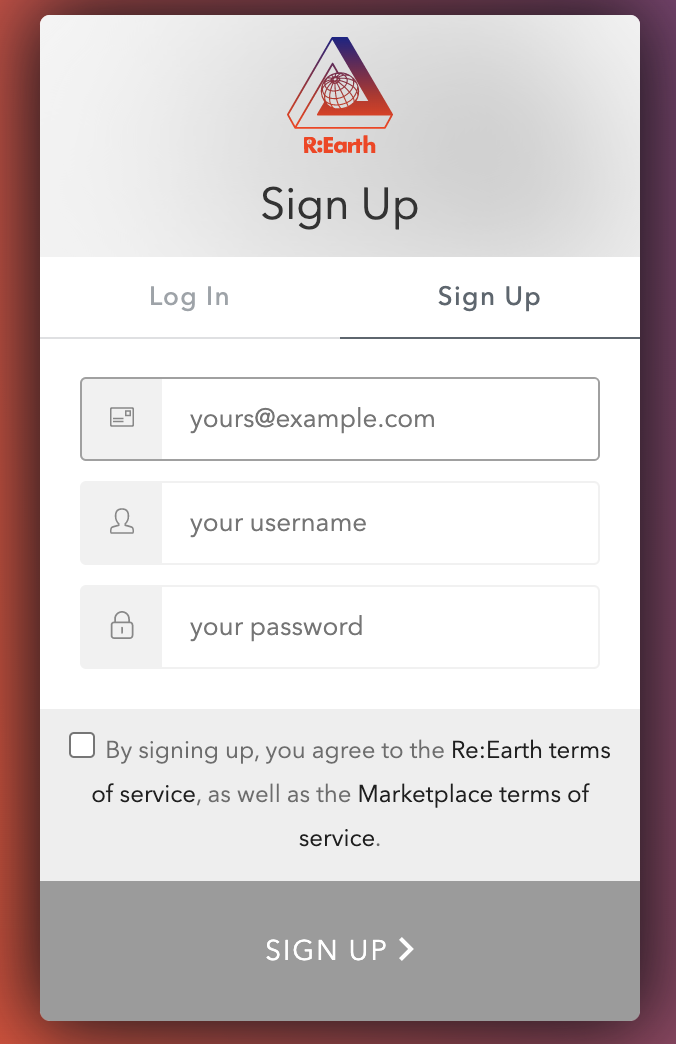 R:Earth
Sign Up
Log In
Sign Up
yours@example.com
your username
your password
By signing up, you agree to the Re:Earth terms
of service, as well as the Marketplace terms of
service.
SIGN UP